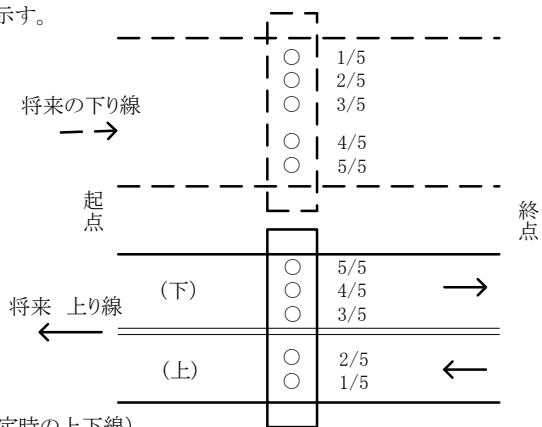 示す。
○ 1/5
○ 2/5
○ 3/5
将来の下り線
○ 4/5
○ 5/5
起点
終点
○ 5/5
(下) ○ 4/5
○ 3/5
将来 上り線
○ 2/5
(上) ○ 1/5
定時の上下線)